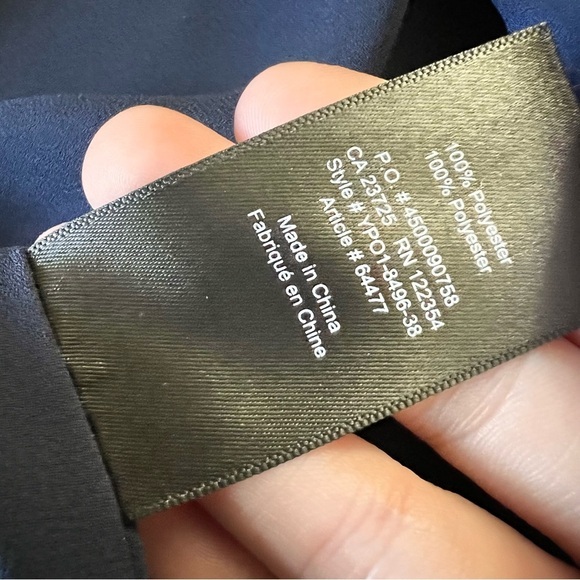 100% Polyester
100% Polyester
P.O. # 4500090758
CA 23725, RN 122354
Style # YPO1-8496-38
Article # 64477
Made in China
Fabriqué en Chine